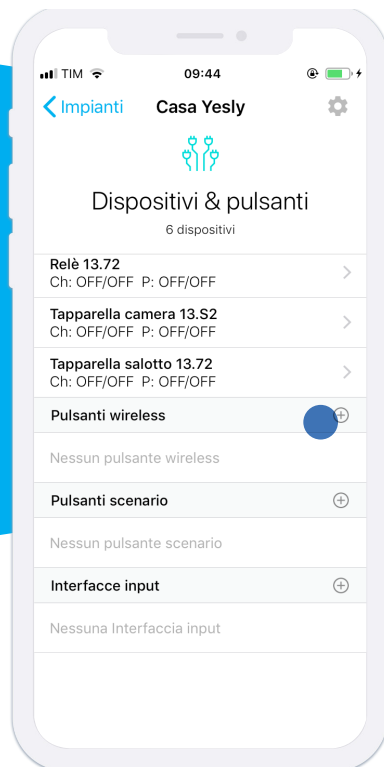 TIM 09:44
Impianti Casa Yesly
Dispositivi & pulsanti
6 dispositivi
Relè 13.72
Ch: OFF/OFF P: OFF/OFF
Tapparella camera 13.S2
Ch: OFF/OFF P: OFF/OFF
Tapparella salotto 13.72
Ch: OFF/OFF P: OFF/OFF
Pulsanti wireless
Nessun pulsante wireless
Pulsanti scenario
Nessun pulsante scenario
Interfacce input
Nessuna Interfaccia input